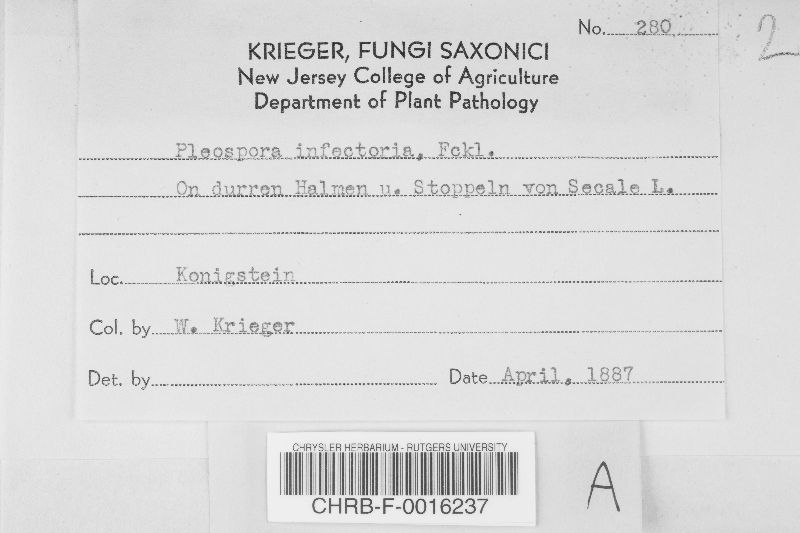 No. 280
2
KRIEGER, FUNGI SAXONICI
New Jersey College of Agriculture
Department of Plant Pathology
Pleospora infectoria, Fckl.
On durren Halmen u. Stoppeln von Secale L.
Loc. Konigstein
Col. by W. Krieger
Det. by
Date April, 1887
CHRYSLER HERBARIUM - RUTGERS UNIVERSITY
CHRB-F-0016237
A